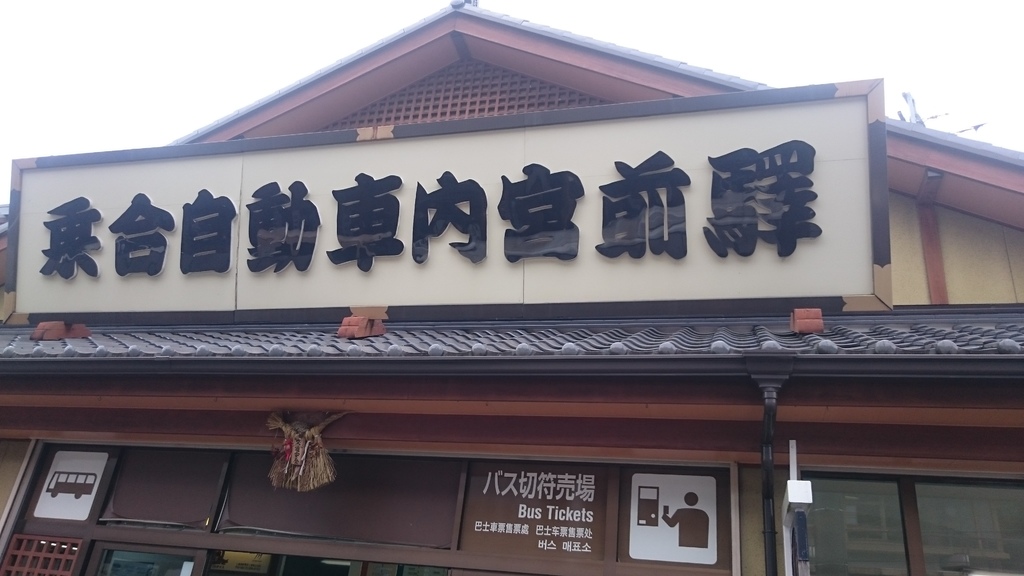 乗合自動車内宮前驛
バス切符売場
Bus Tickets
巴士車票售票處 巴士车票售票处
버스 매표소